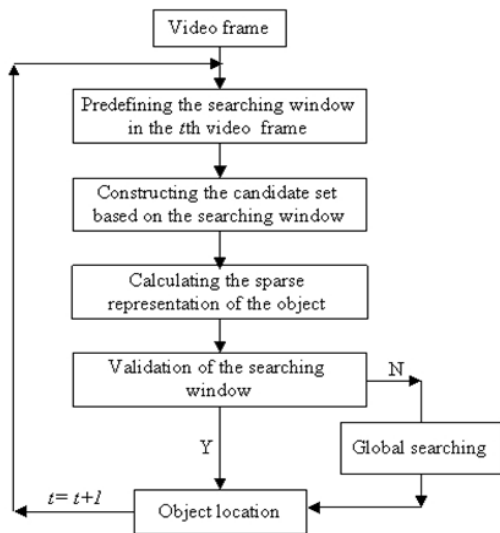 Video frame
Predefining the searching window
in the tth video frame
Constructing the candidate set
based on the searching window
Calculating the sparse
representation of the object
Validation of the searching
window
N
Y
Global searching
t= t+1
Object location